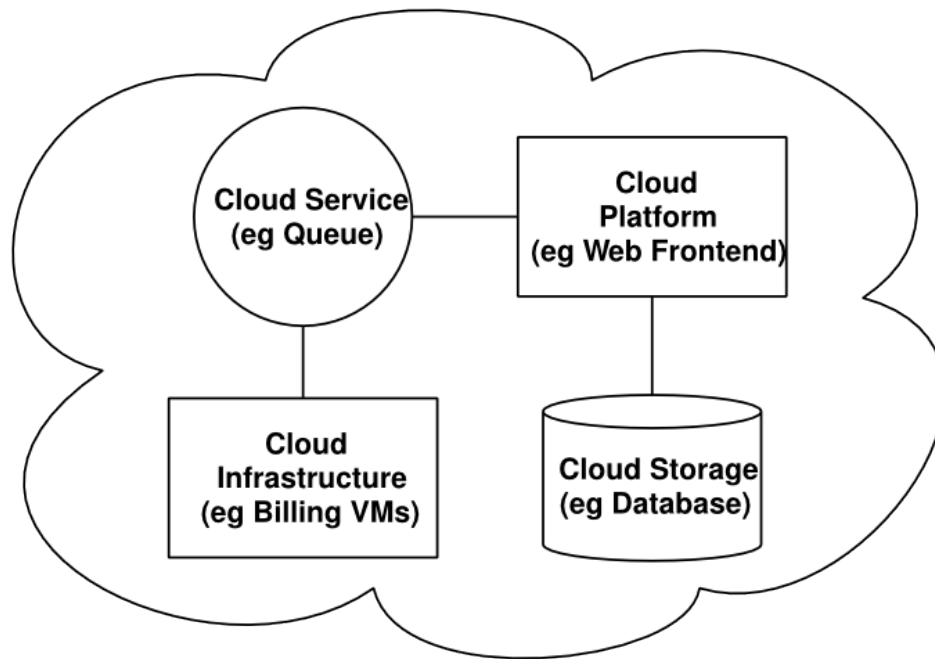 Cloud Service
(eg Queue)
Cloud
Platform
(eg Web Frontend)
Cloud
Infrastructure
(eg Billing VMs)
Cloud Storage
(eg Database)